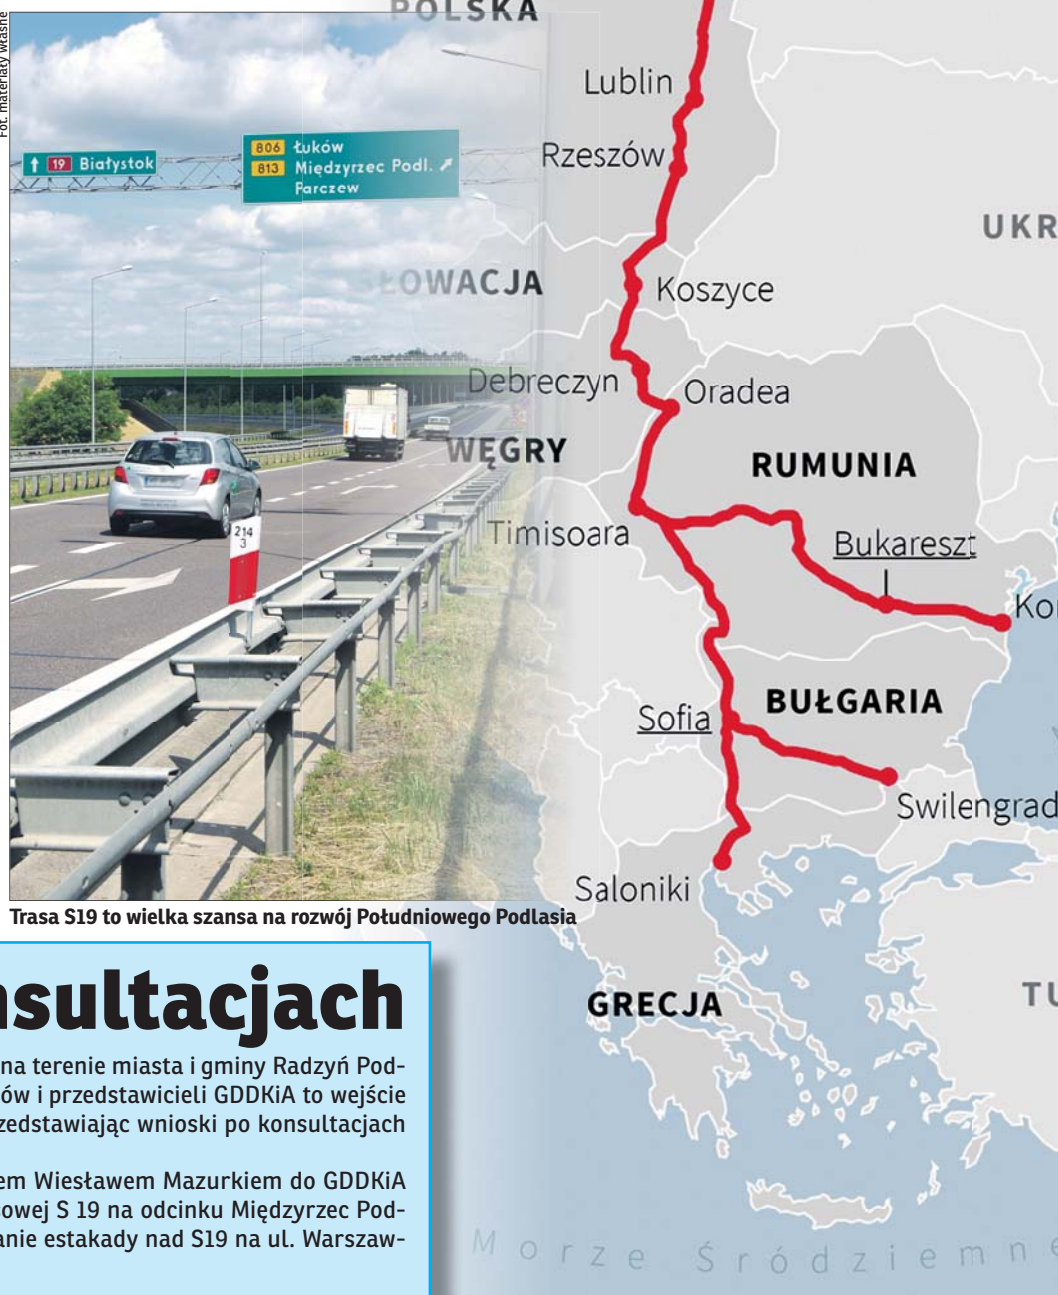 Fot. materiały własne
POLSKA
Lublin
Rzeszów
UKR
SŁOWACJA
Koszyce
Debreczyn
Oradea
WĘGRY
RUMUNIA
Timisoara
Bukareszt
Kon
BUŁGARIA
Sofia
Swilengrad
Saloniki
GRECJA
TU
Morze Śródziemne
19 Białystok
806 Łuków
813 Międzyrzec Podl.
Parczew
214
3
Trasa S19 to wielka szansa na rozwój Południowego Podlasia
nsultacjach
na terenie miasta i gminy Radzyń Pod-
ów i przedstawicieli GDDKiA to wejście
zedstawiając wnioski po konsultacjach
em Wiesławem Mazurkiem do GDDKiA
sowej S 19 na odcinku Międzyrzec Pod-
anie estakady nad S19 na ul. Warszaw-